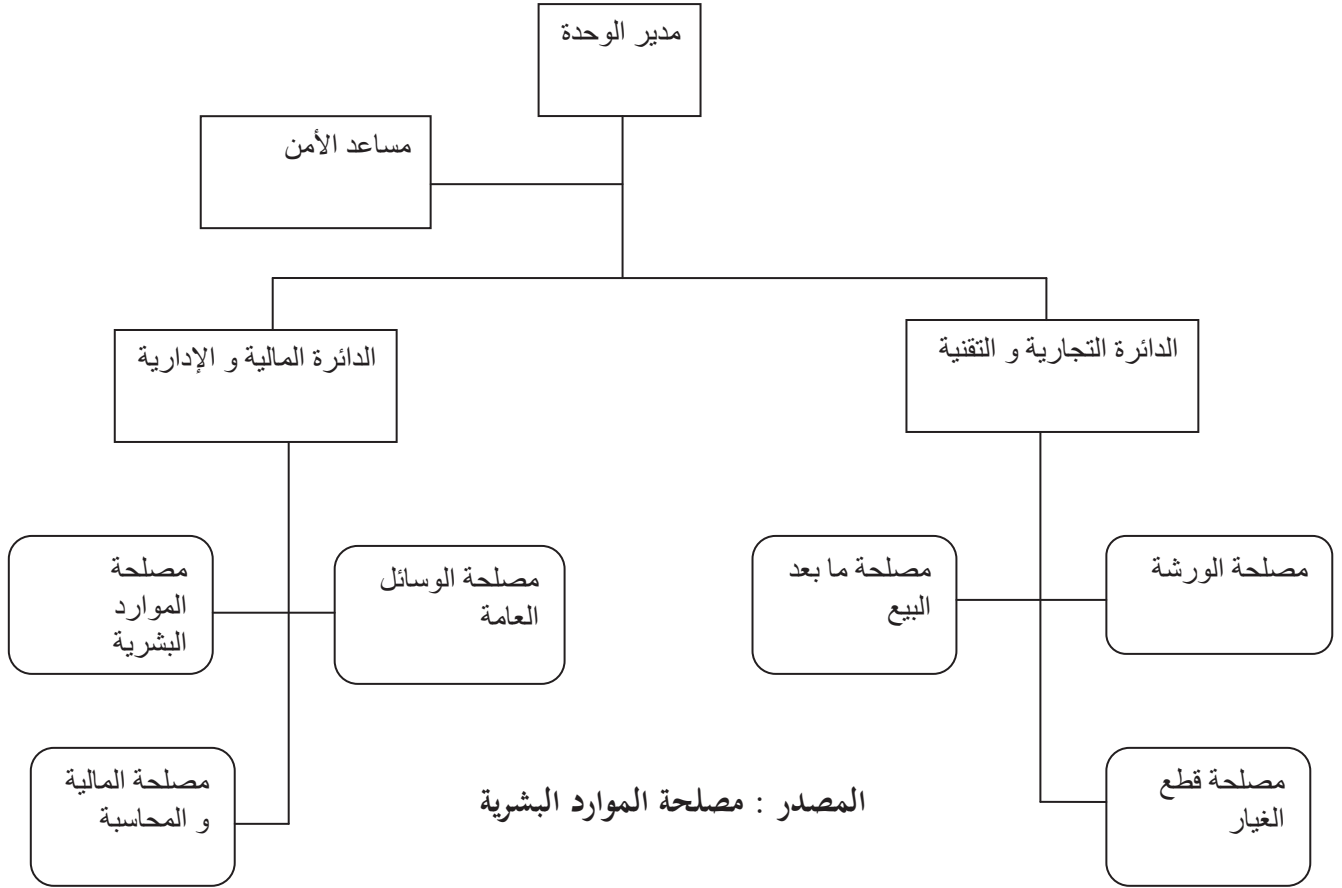 مدير الوحدة
مساعد الأمن
الدائرة التجارية و التقنية
الدائرة المالية و الإدارية
مصلحة الورشة
مصلحة ما بعد
البيع
مصلحة الوسائل
العامة
مصلحة
الموارد
البشرية
مصلحة قطع
الغيار
مصلحة المالية
و المحاسبة
المصدر : مصلحة الموارد البشرية